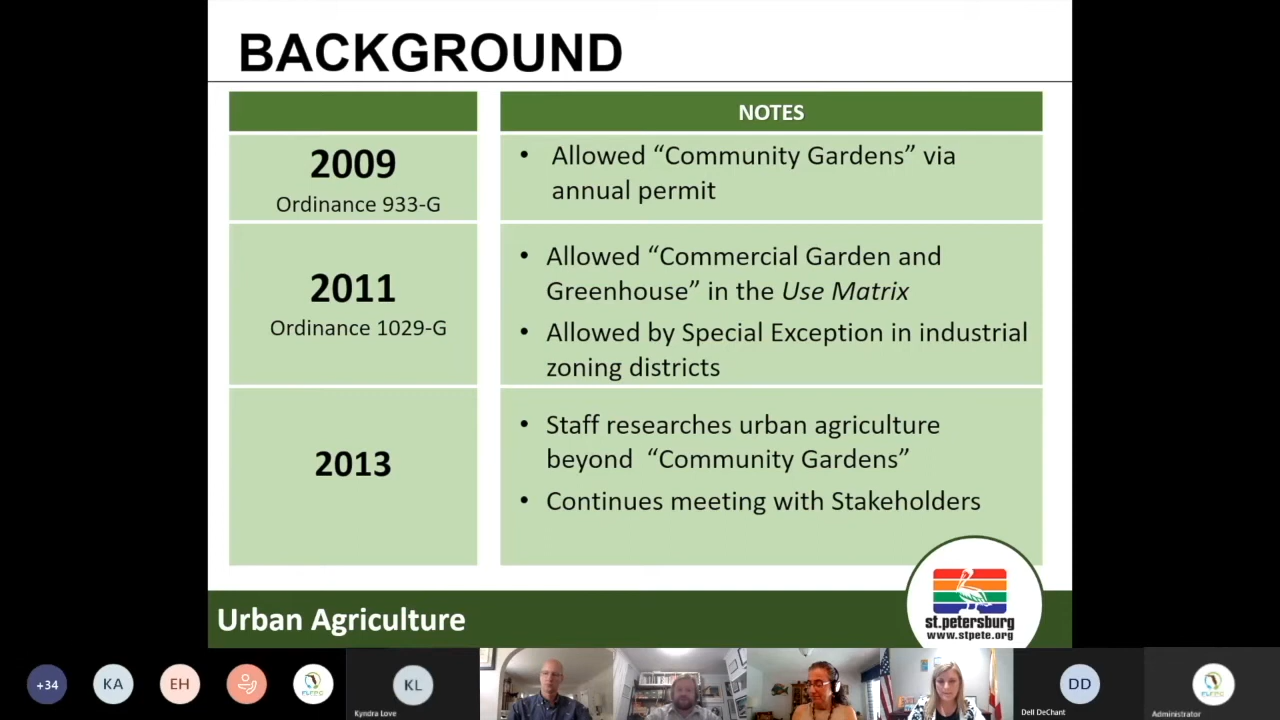 BACKGROUND
NOTES
2009
Ordinance 933-G
• Allowed “Community Gardens” via
annual permit
2011
Ordinance 1029-G
• Allowed “Commercial Garden and
Greenhouse” in the Use Matrix
• Allowed by Special Exception in industrial
zoning districts
2013
• Staff researches urban agriculture
beyond “Community Gardens”
• Continues meeting with Stakeholders
Urban Agriculture
st.petersburg
www.stpete.org
+34
KA
EH
FLFPC
KL
Kyndra Love
DD
Dell DeChant
FLFPC
Administrator